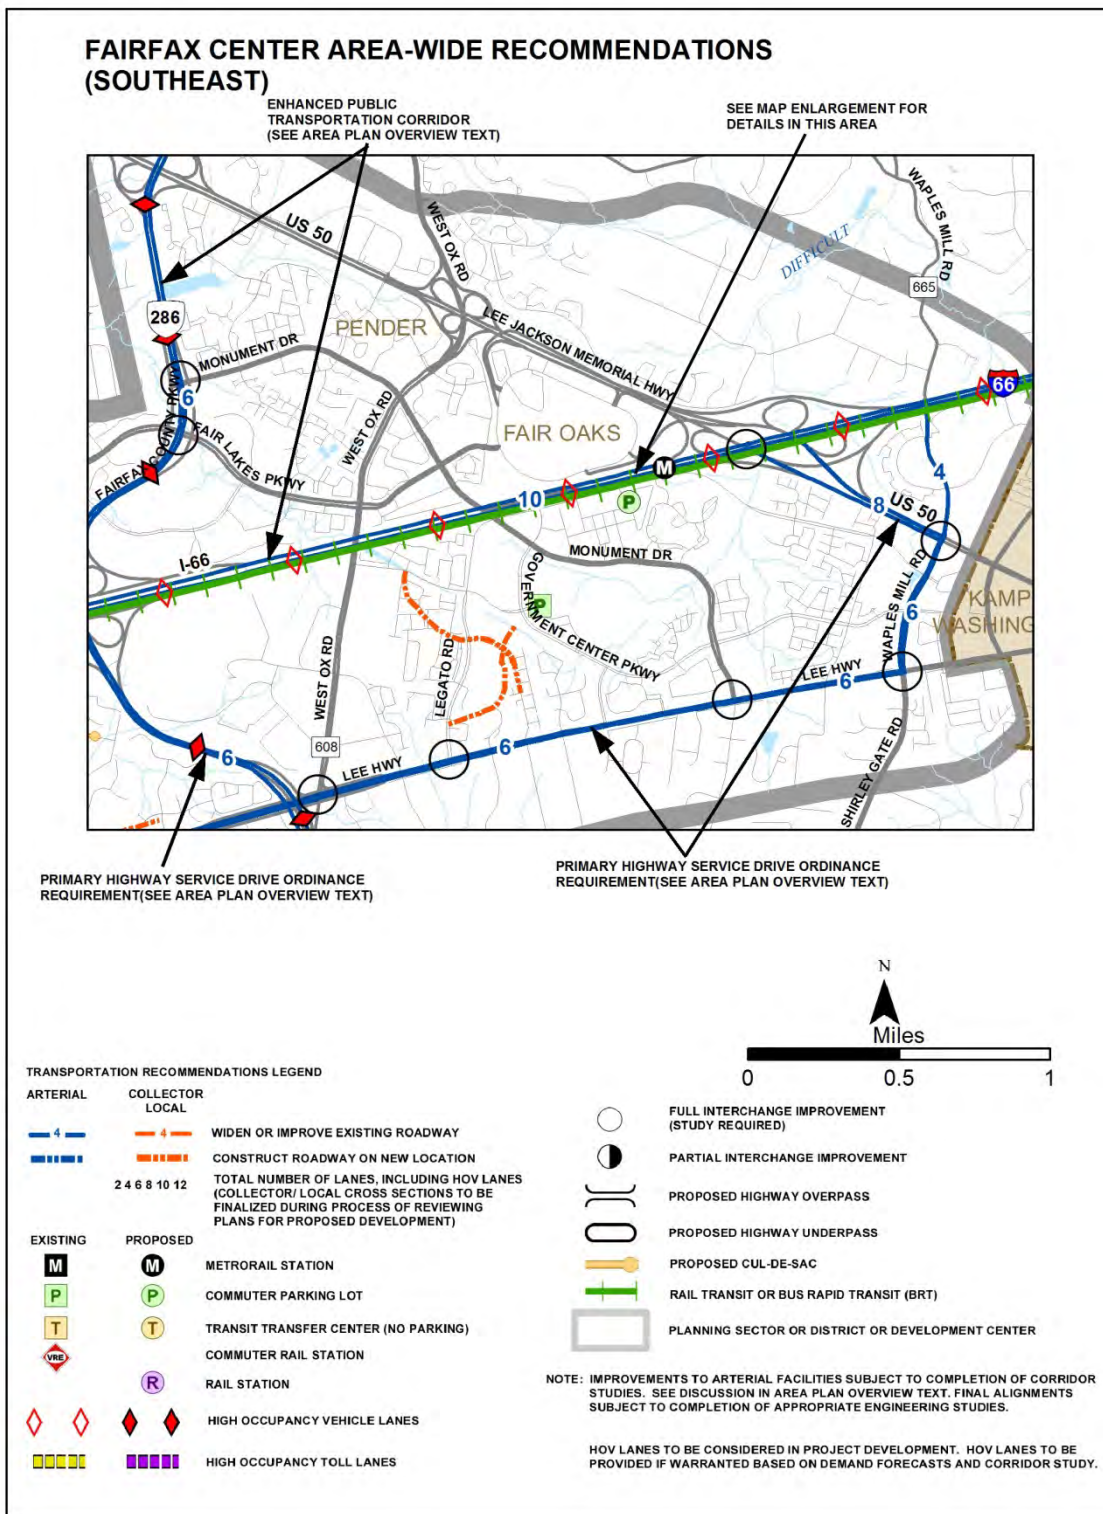 FAIRFAX CENTER AREA-WIDE RECOMMENDATIONS
(SOUTHEAST)
ENHANCED PUBLIC
TRANSPORTATION CORRIDOR
(SEE AREA PLAN OVERVIEW TEXT)
SEE MAP ENLARGEMENT FOR
DETAILS IN THIS AREA
US 50
WEST OX RD
WAPLES MILL RD
DIFFICULT
665
286
PENDER
MONUMENT DR
LEE JACKSON MEMORIAL HWY
66
6
FAIRFAX COUNTY PKWY
FAIR LAKES PKWY
WEST OX RD
FAIR OAKS
M
P
10
8
US 50
4
I-66
MONUMENT DR
GOVERNMENT CENTER PKWY
P
WAPLES MILL RD
6
KAMP
WASHING
WEST OX RD
LEGATO RD
LEE HWY
6
6
608
LEE HWY
6
SHIRLEY GATE RD
PRIMARY HIGHWAY SERVICE DRIVE ORDINANCE
REQUIREMENT(SEE AREA PLAN OVERVIEW TEXT)
PRIMARY HIGHWAY SERVICE DRIVE ORDINANCE
REQUIREMENT(SEE AREA PLAN OVERVIEW TEXT)
N
Miles
0 0.5 1
TRANSPORTATION RECOMMENDATIONS LEGEND
ARTERIAL COLLECTOR
LOCAL
4 4 WIDEN OR IMPROVE EXISTING ROADWAY
CONSTRUCT ROADWAY ON NEW LOCATION
2 4 6 8 10 12 TOTAL NUMBER OF LANES, INCLUDING HOV LANES
(COLLECTOR/ LOCAL CROSS SECTIONS TO BE
FINALIZED DURING PROCESS OF REVIEWING
PLANS FOR PROPOSED DEVELOPMENT)
EXISTING PROPOSED
M M METRORAIL STATION
P P COMMUTER PARKING LOT
T T TRANSIT TRANSFER CENTER (NO PARKING)
VRE COMMUTER RAIL STATION
R RAIL STATION
HIGH OCCUPANCY VEHICLE LANES
HIGH OCCUPANCY TOLL LANES
FULL INTERCHANGE IMPROVEMENT
(STUDY REQUIRED)
PARTIAL INTERCHANGE IMPROVEMENT
PROPOSED HIGHWAY OVERPASS
PROPOSED HIGHWAY UNDERPASS
PROPOSED CUL-DE-SAC
RAIL TRANSIT OR BUS RAPID TRANSIT (BRT)
PLANNING SECTOR OR DISTRICT OR DEVELOPMENT CENTER
NOTE: IMPROVEMENTS TO ARTERIAL FACILITIES SUBJECT TO COMPLETION OF CORRIDOR
STUDIES. SEE DISCUSSION IN AREA PLAN OVERVIEW TEXT. FINAL ALIGNMENTS
SUBJECT TO COMPLETION OF APPROPRIATE ENGINEERING STUDIES.
HOV LANES TO BE CONSIDERED IN PROJECT DEVELOPMENT. HOV LANES TO BE
PROVIDED IF WARRANTED BASED ON DEMAND FORECASTS AND CORRIDOR STUDY.